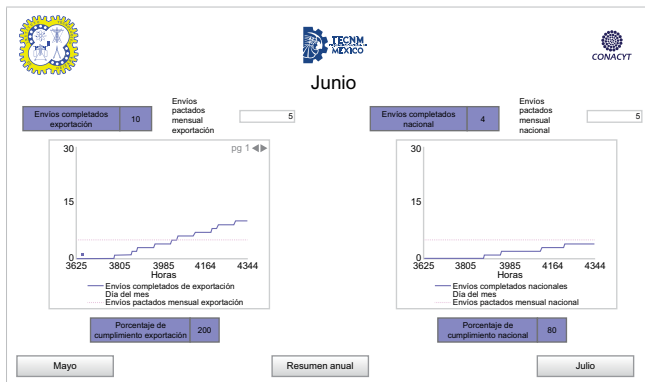 TECNM
MÉXICO
CONACYT
Junio
Envíos completados
exportación
10
Envíos
pactados
mensual
exportación
5
Envíos completados
nacional
4
Envíos
pactados
mensual
nacional
5
pg 1
30
15
0
3625 3805 3985 4164 4344
Horas
Envíos completados de exportación
Día del mes
Envíos pactados mensual exportación
30
15
0
3625 3805 3985 4164 4344
Horas
Envíos completados nacionales
Día del mes
Envíos pactados mensual nacional
Porcentaje de
cumplimiento exportación
200
Porcentaje de
cumplimiento nacional
80
Mayo
Resumen anual
Julio